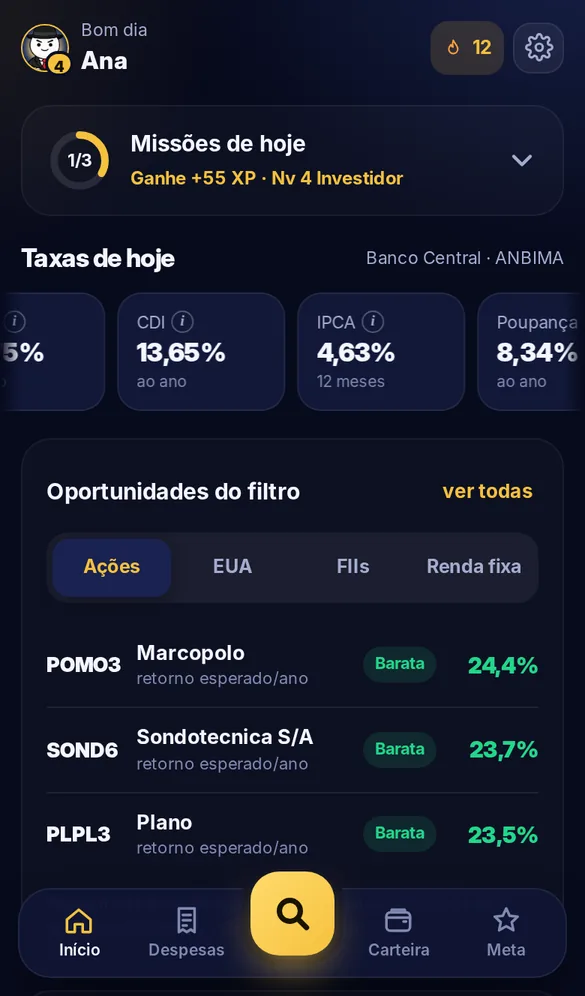 Bom dia
Ana
4
12
1/3
Missões de hoje
Ganhe +55 XP · Nv 4 Investidor
Taxas de hoje
Banco Central · ANBIMA
i
5%
CDI i
13,65%
ao ano
IPCA i
4,63%
12 meses
Poupança
8,34%
ao ano
Oportunidades do filtro
ver todas
Ações
EUA
FIIs
Renda fixa
POMO3
Marcopolo
retorno esperado/ano
Barata
24,4%
SOND6
Sondotecnica S/A
retorno esperado/ano
Barata
23,7%
PLPL3
Plano
retorno esperado/ano
Barata
23,5%
Início
Despesas
Carteira
Meta